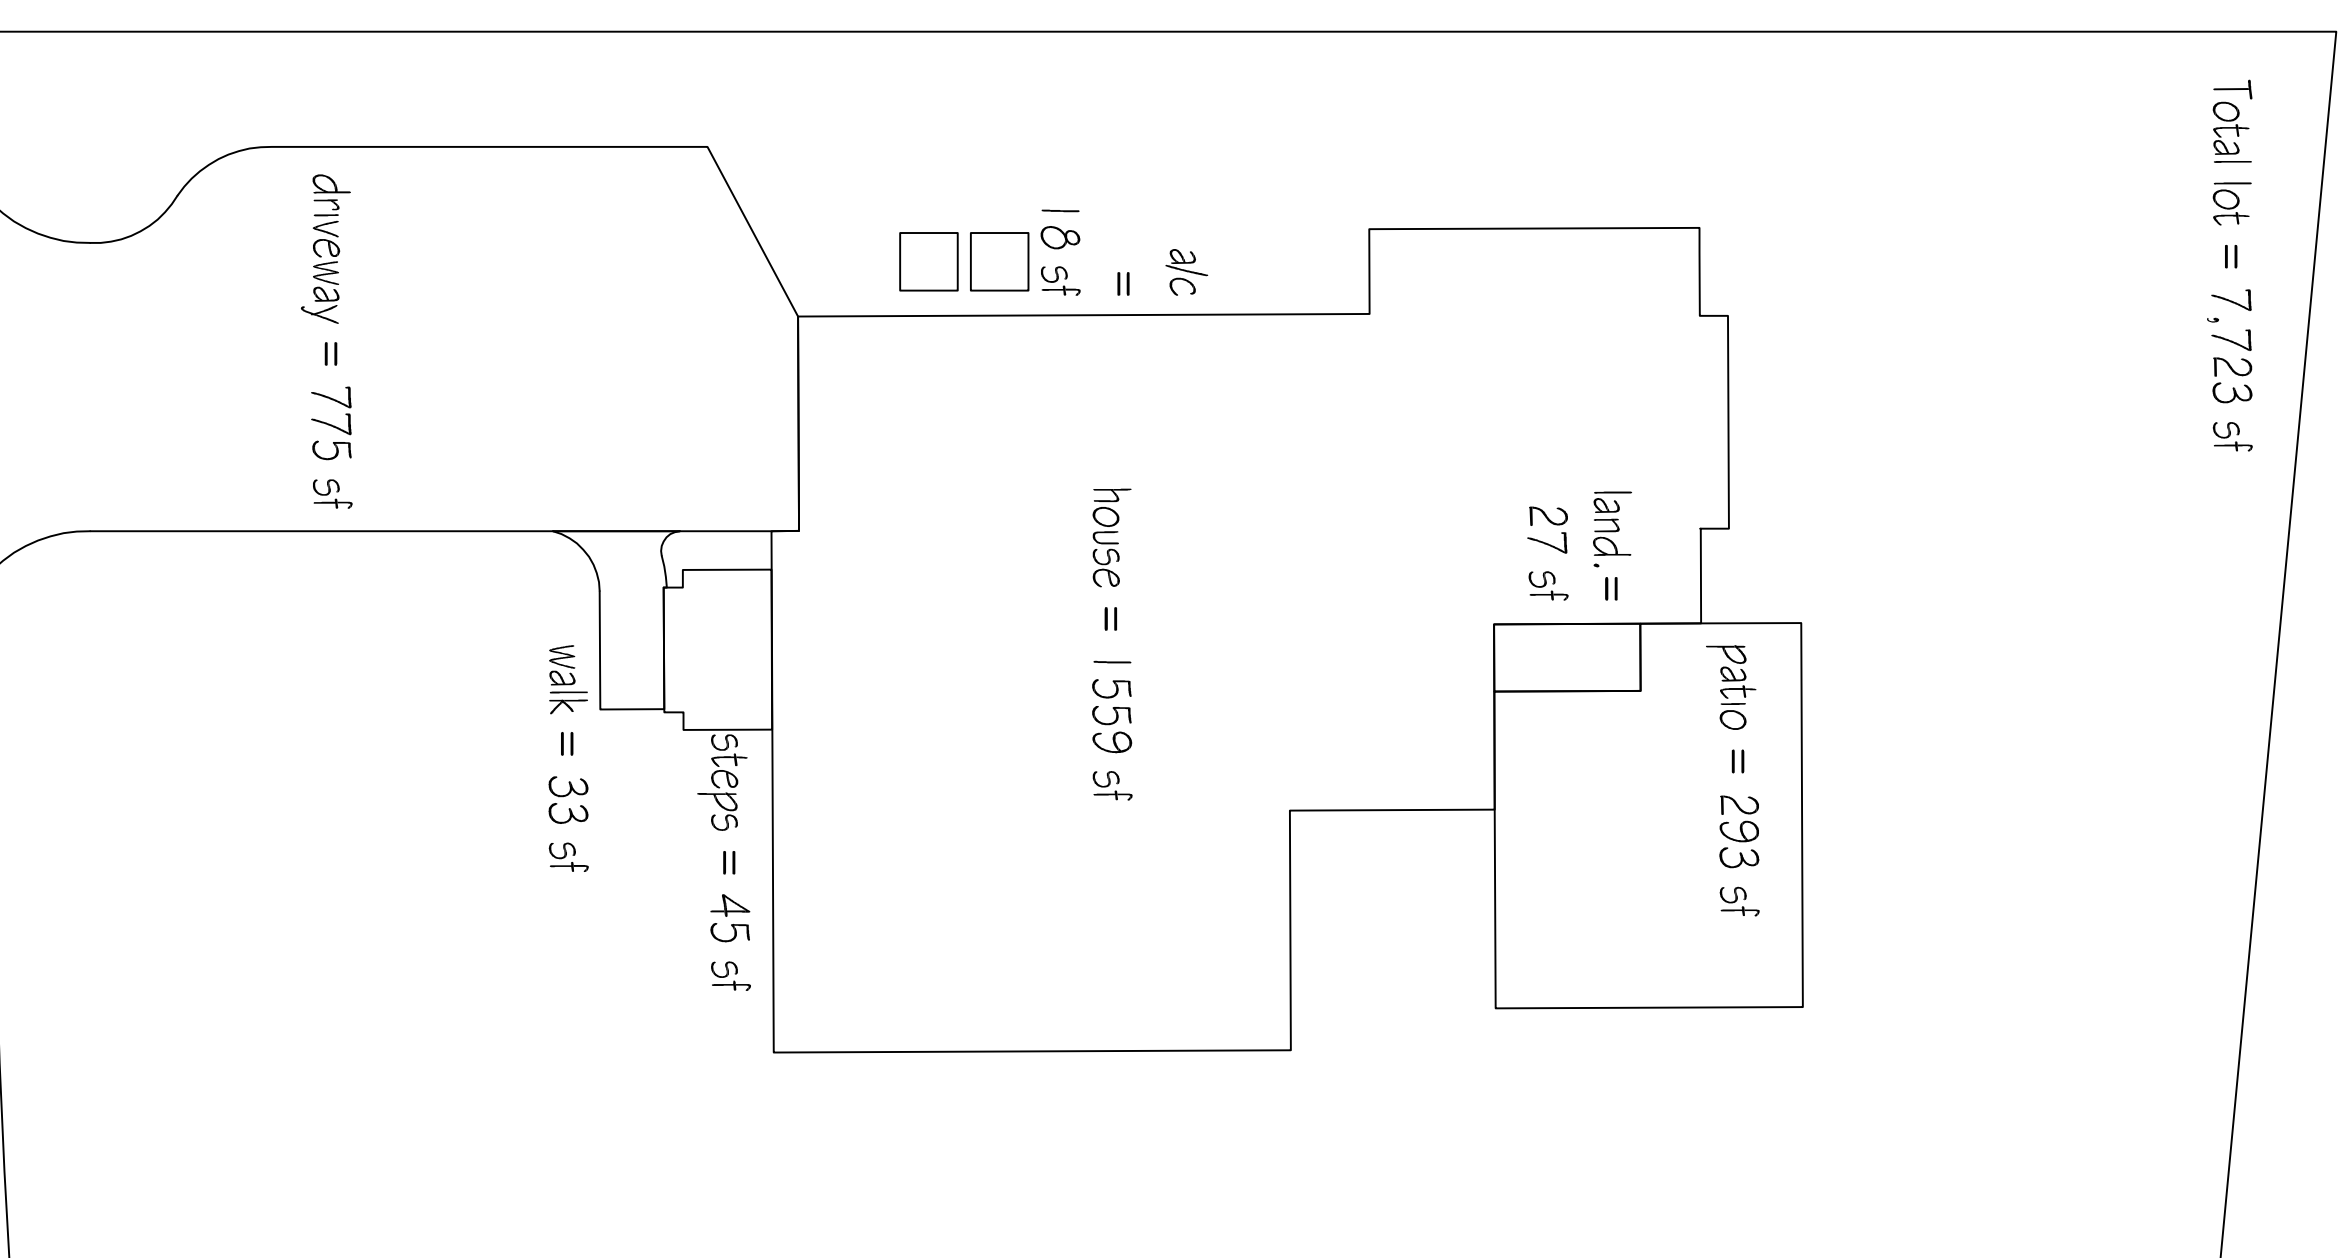 Total lot = 7,723 sf
driveway = 775 sf
a/c
=
18 sf
house = 1559 sf
land.=
27 sf
patio = 293 sf
walk = 33 sf
steps = 45 sf